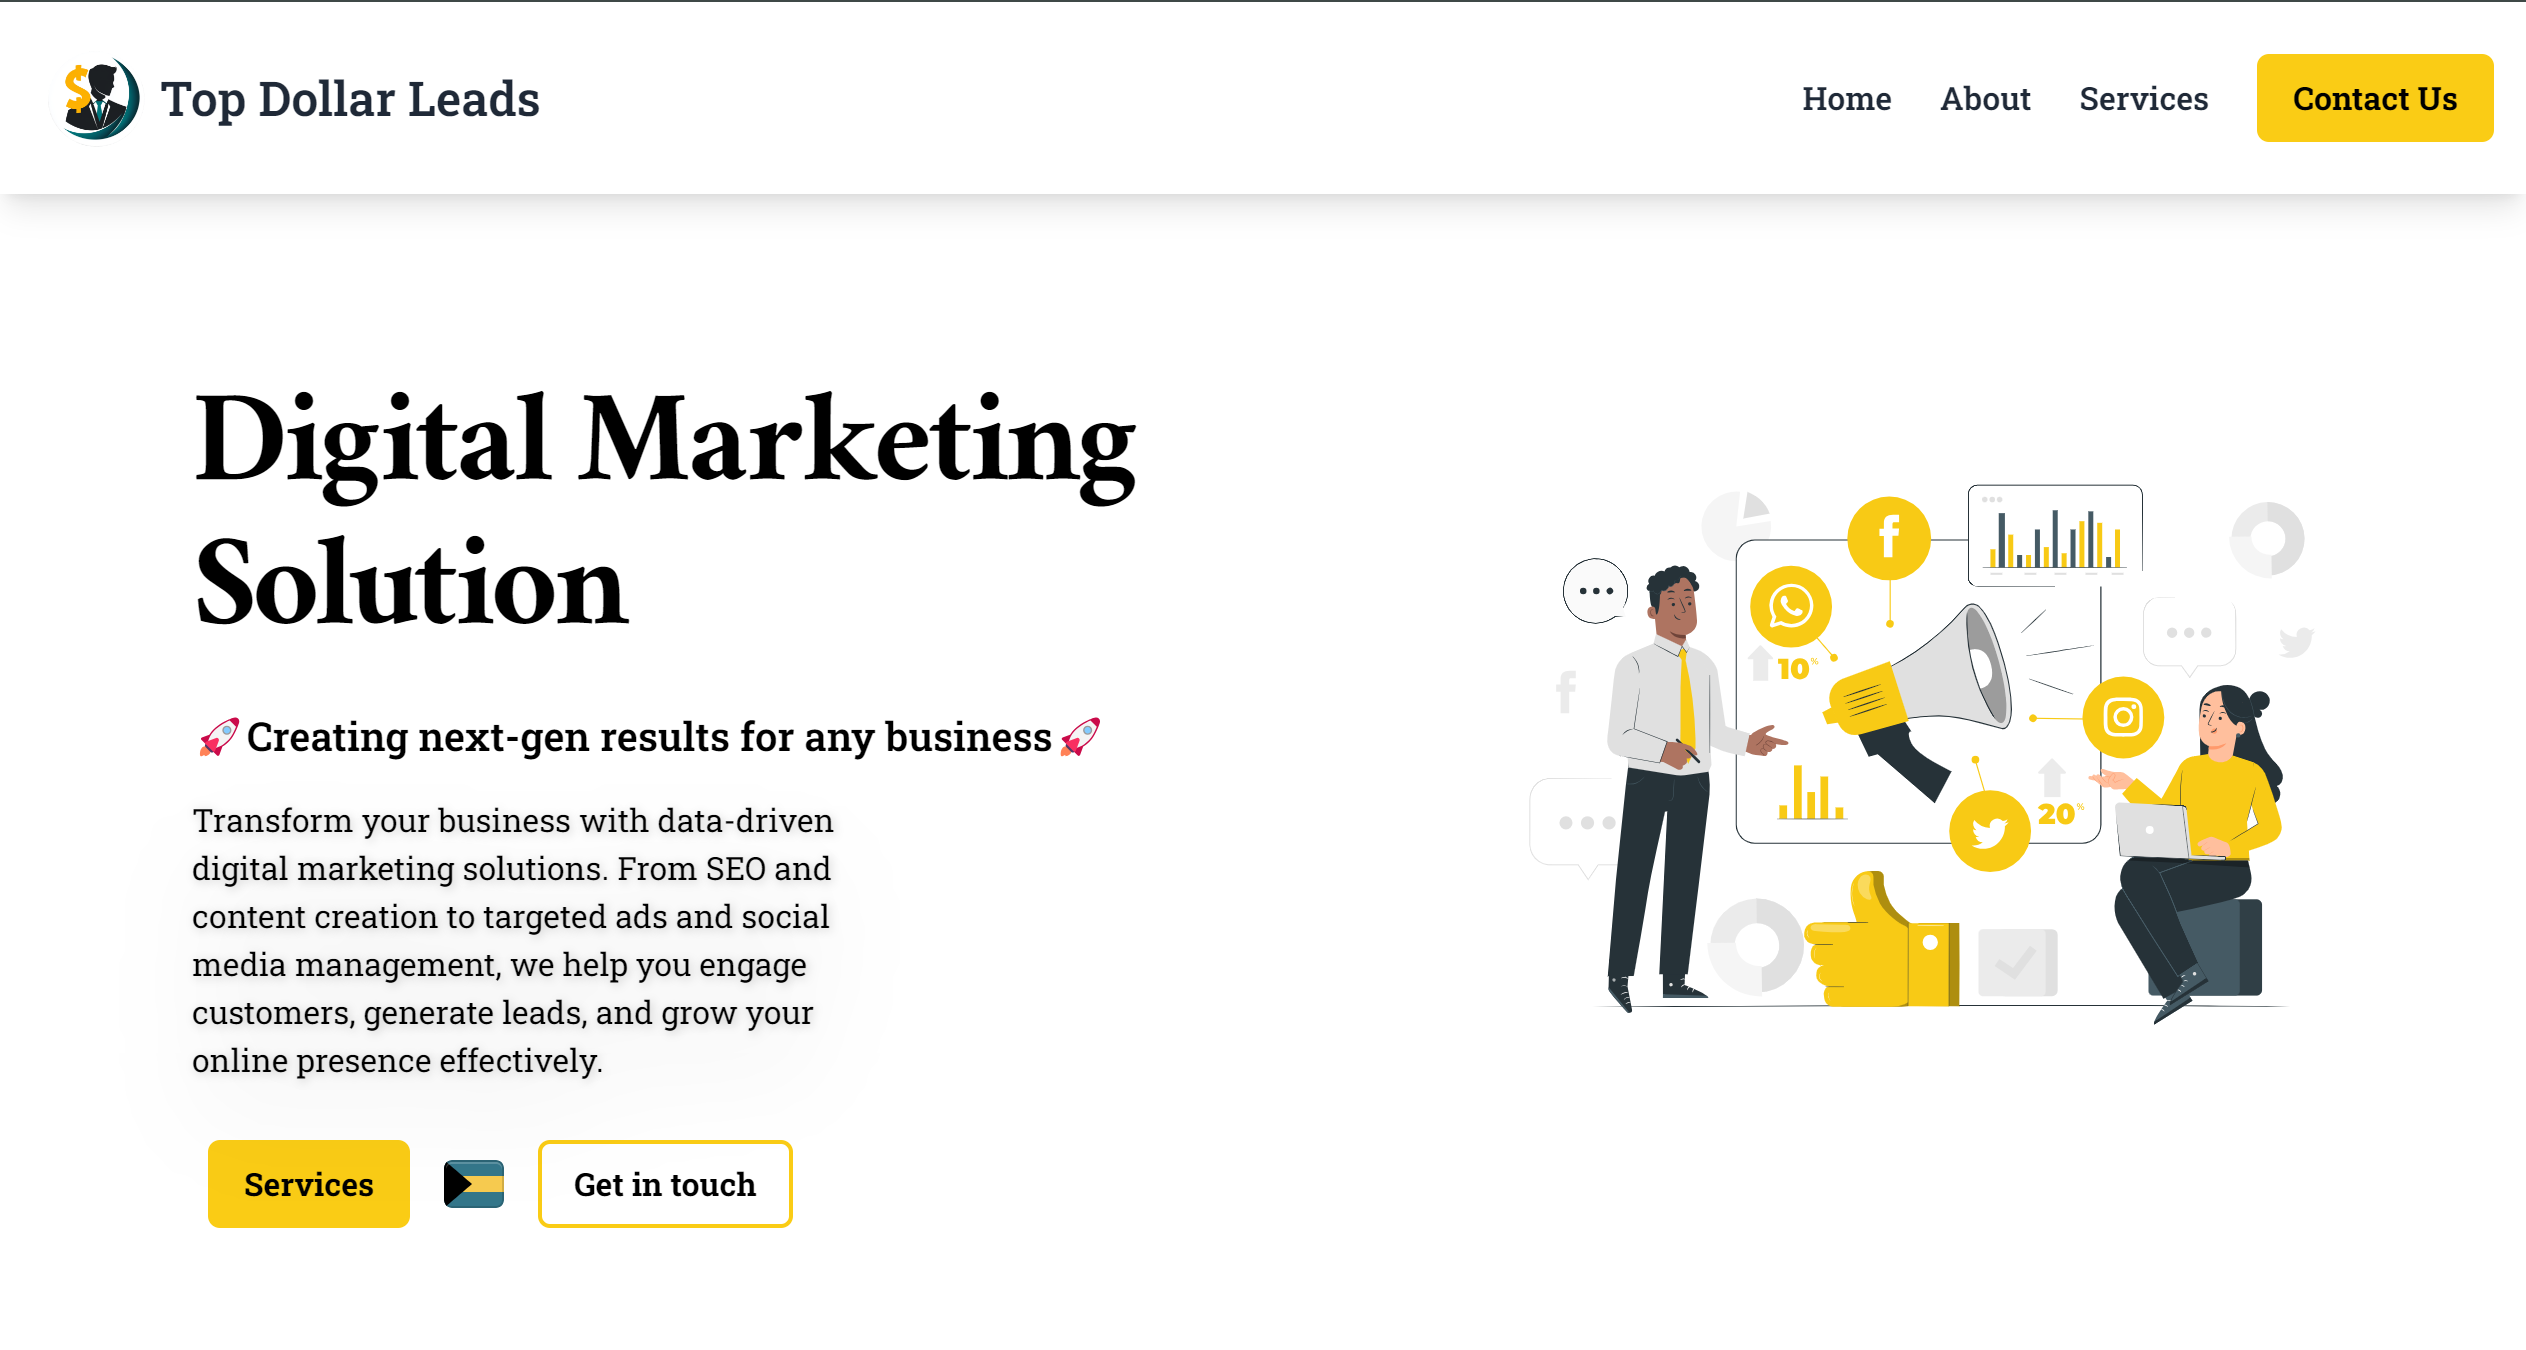 Top Dollar Leads
Home
About
Services
Contact Us
Digital Marketing
Solution
🚀Creating next-gen results for any business🚀
Transform your business with data-driven
digital marketing solutions. From SEO and
content creation to targeted ads and social
media management, we help you engage
customers, generate leads, and grow your
online presence effectively.
Services
Get in touch
10%
20%